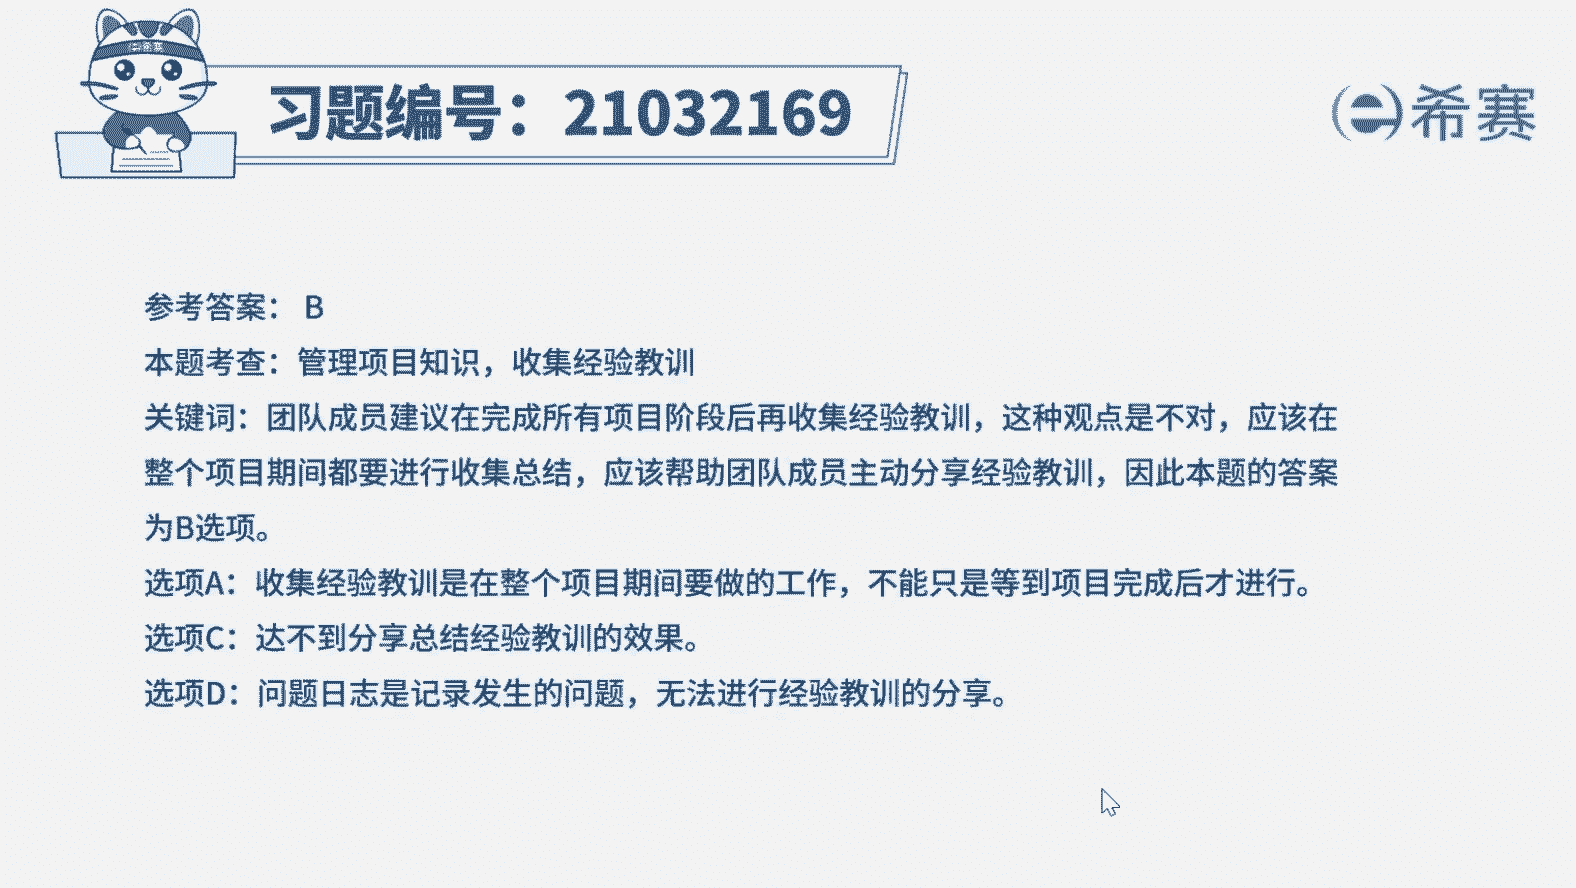 习题编号：21032169
希赛
参考答案： B
本题考查：管理项目知识，收集经验教训
关键词：团队成员建议在完成所有项目阶段后再收集经验教训，这种观点是不对，应该在
整个项目期间都要进行收集总结，应该帮助团队成员主动分享经验教训，因此本题的答案
为B选项。
选项A：收集经验教训是在整个项目期间要做的工作，不能只是等到项目完成后才进行。
选项C：达不到分享总结经验教训的效果。
选项D：问题日志是记录发生的问题，无法进行经验教训的分享。